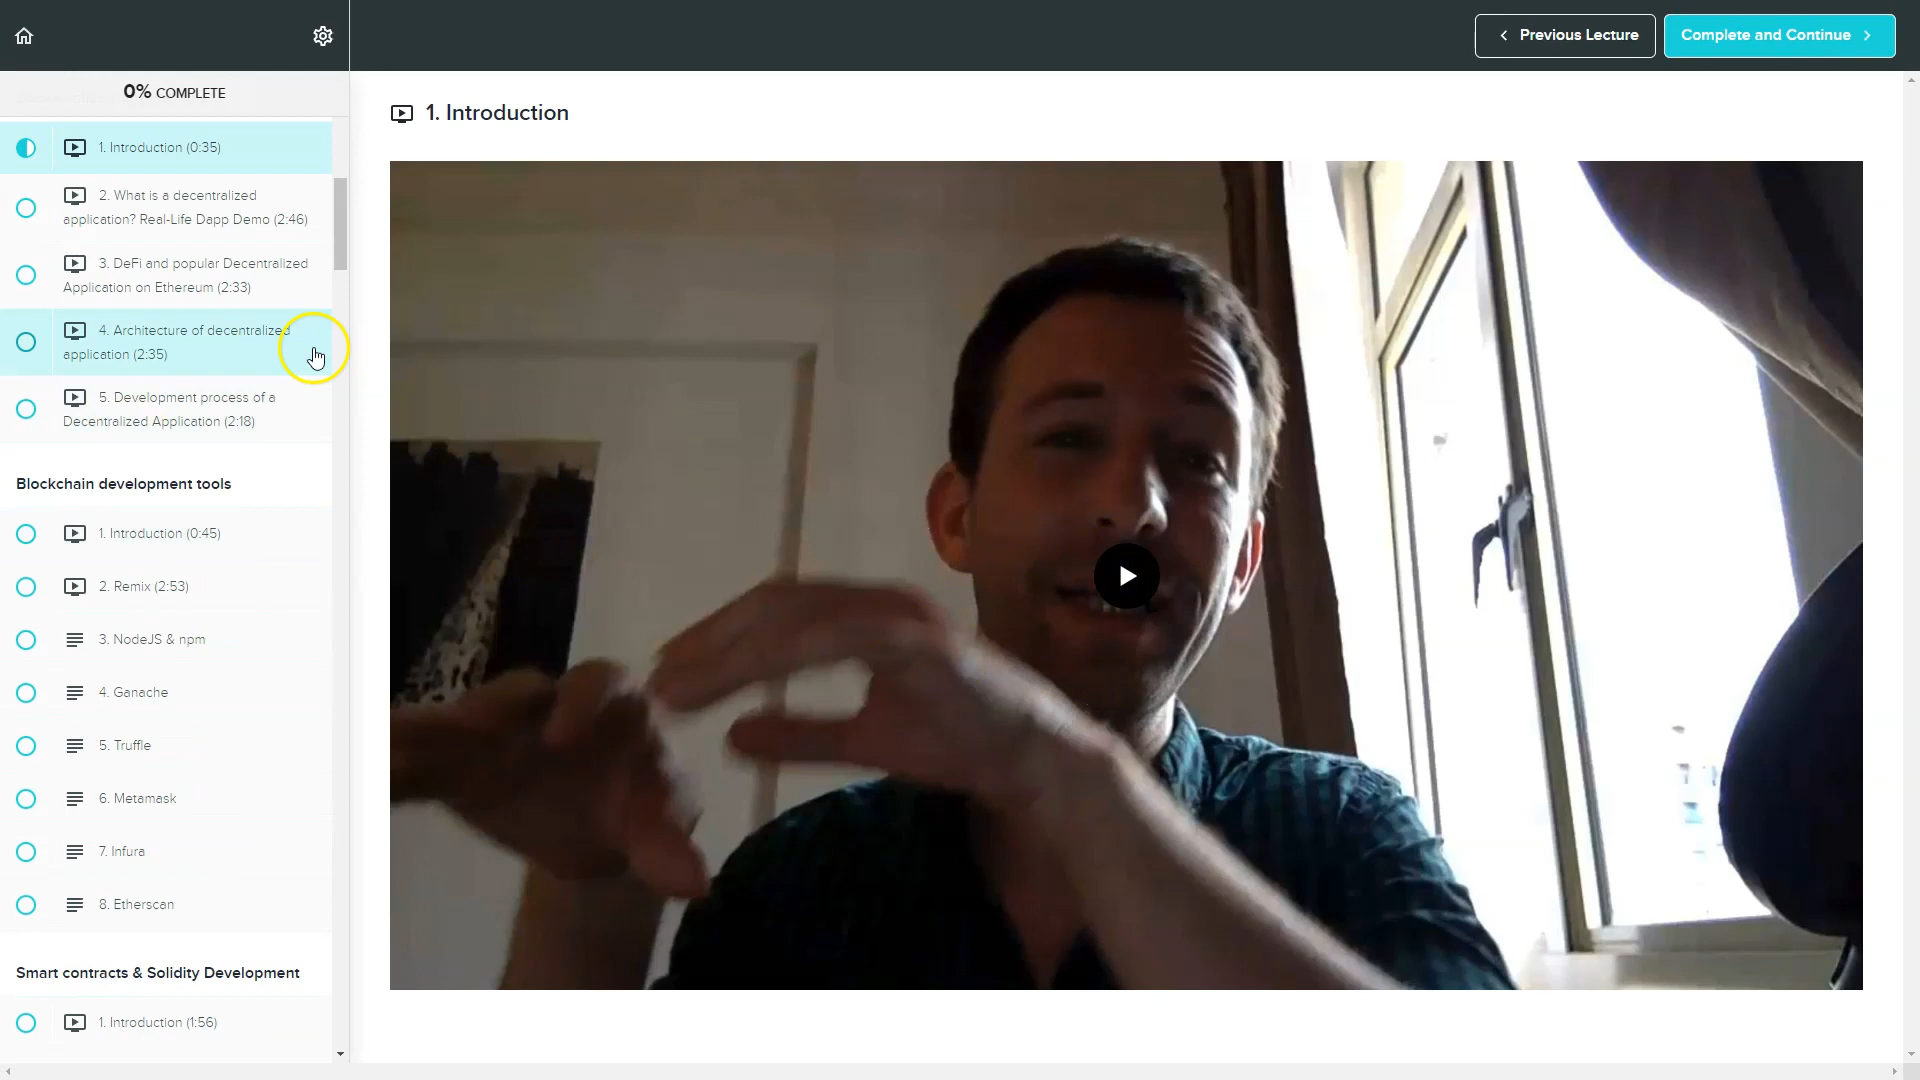 Previous Lecture
Complete and Continue
0% COMPLETE
1. Introduction (0:35)
2. What is a decentralized
application? Real-Life Dapp Demo (2:46)
3. DeFi and popular Decentralized
Application on Ethereum (2:33)
4. Architecture of decentralized
application (2:35)
5. Development process of a
Decentralized Application (2:18)
Blockchain development tools
1. Introduction (0:45)
2. Remix (2:53)
3. NodeJS & npm
4. Ganache
5. Truffle
6. Metamask
7. Infura
8. Etherscan
Smart contracts & Solidity Development
1. Introduction (1:56)
1. Introduction